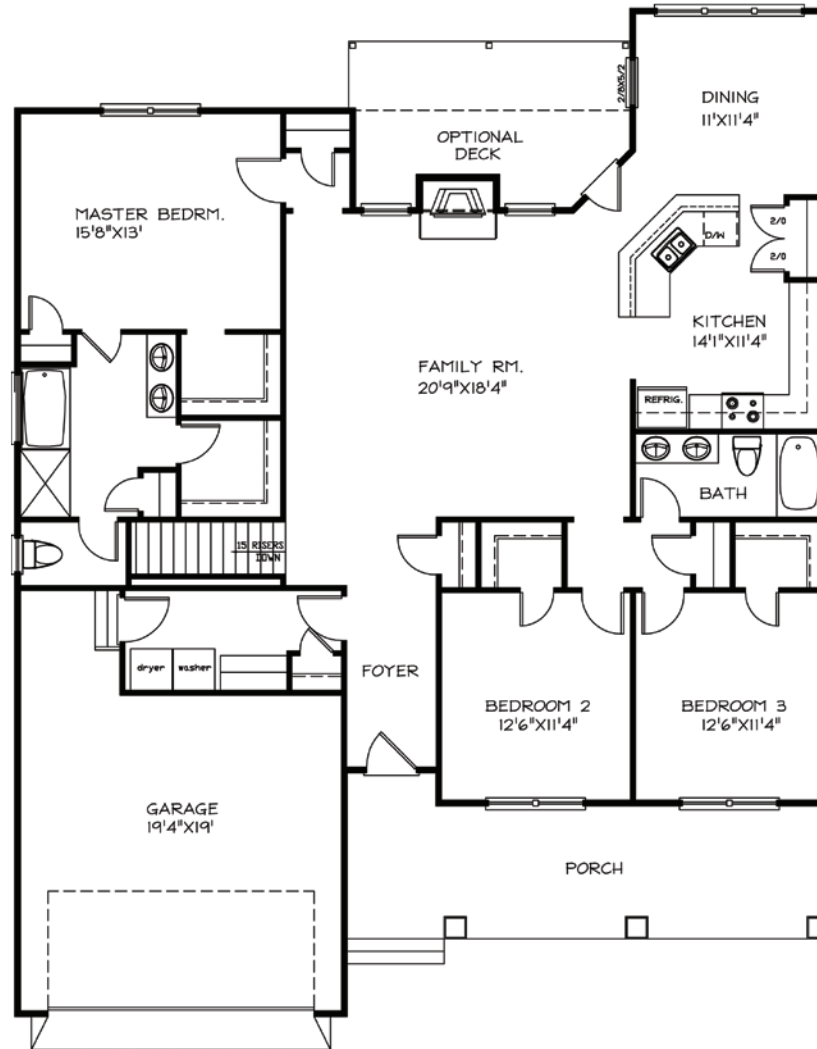 DINING
11'X11'4"
2/8X5/2
OPTIONAL
DECK
MASTER BEDRM.
15'8"X13'
2/0
D/W
2/0
KITCHEN
14'1"X11'4"
FAMILY RM.
20'9"X18'4"
REFRIG.
BATH
15 RISERS
DOWN
dryer
washer
FOYER
BEDROOM 2
12'6"X11'4"
BEDROOM 3
12'6"X11'4"
GARAGE
19'4"X19'
PORCH